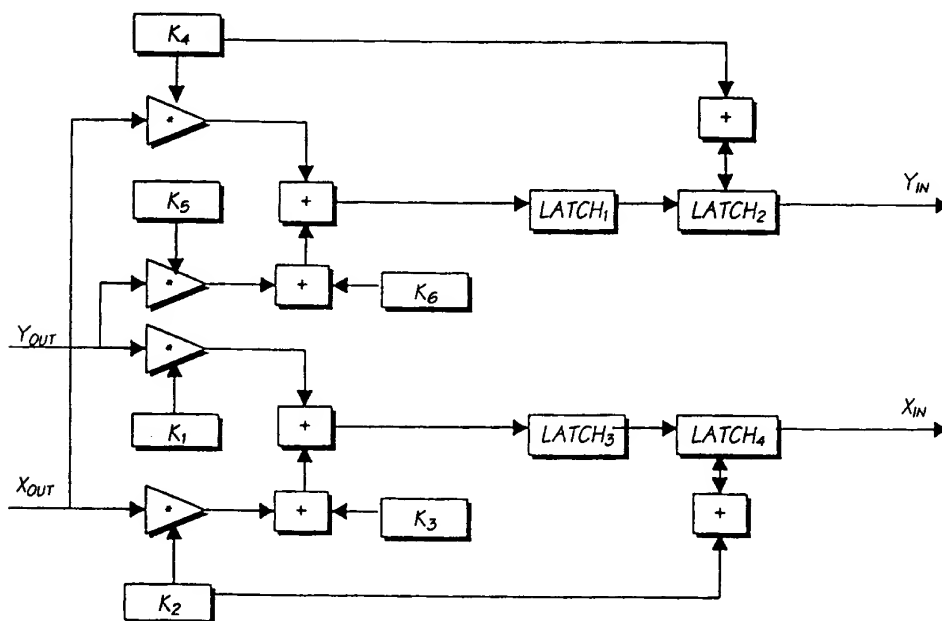 K4
*
+
K5
+
LATCH1
LATCH2
YIN
*
+
K6
YOUT
*
K1
+
LATCH3
LATCH4
XIN
XOUT
*
+
K3
+
K2